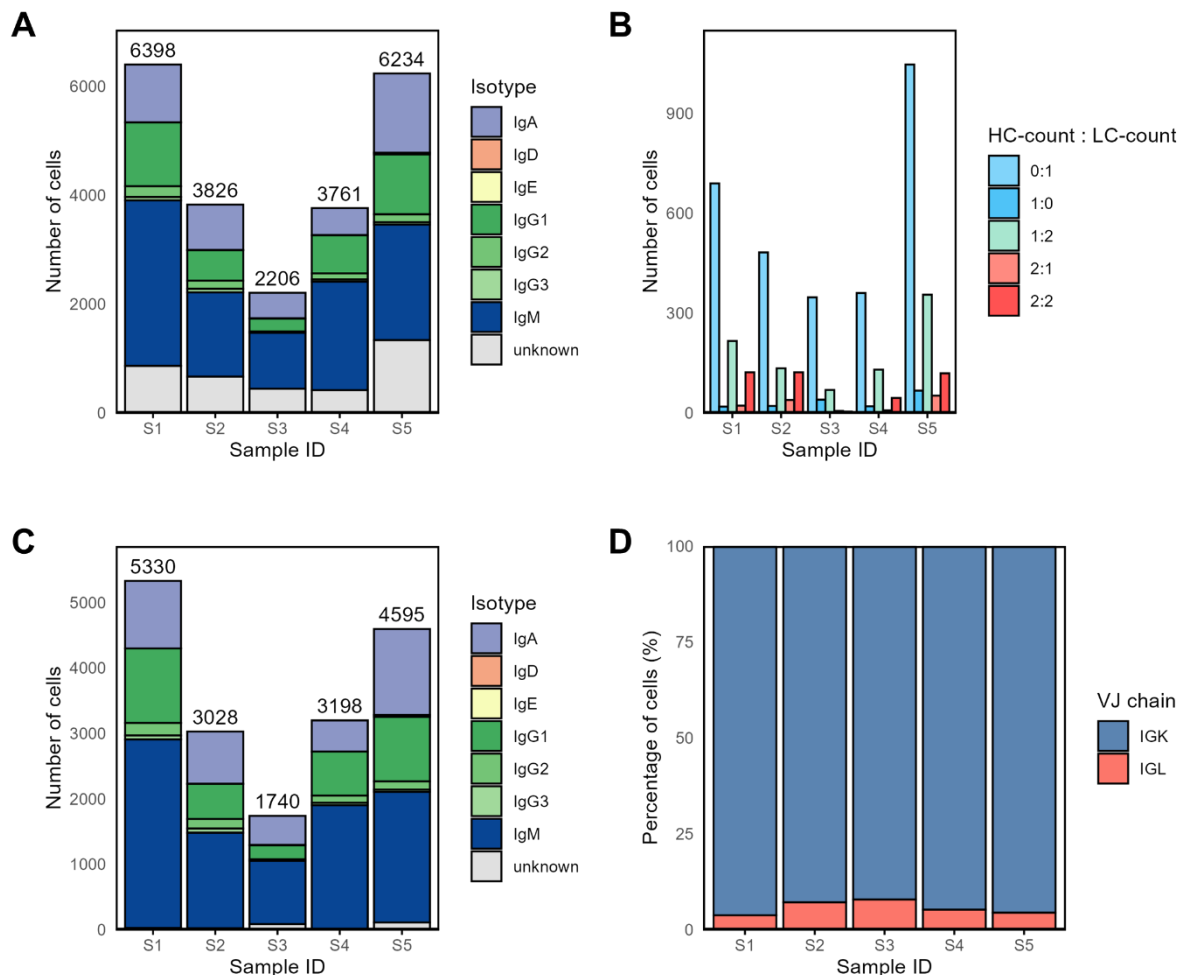 A
Number of cells
6000
4000
2000
0
6398
3826
2206
3761
6234
S1 S2 S3 S4 S5
Sample ID
Isotype
IgA
IgD
IgE
IgG1
IgG2
IgG3
IgM
unknown
B
Number of cells
900
600
300
0
S1 S2 S3 S4 S5
Sample ID
HC-count : LC-count
0:1
1:0
1:2
2:1
2:2
C
Number of cells
5000
4000
3000
2000
1000
0
5330
3028
1740
3198
4595
S1 S2 S3 S4 S5
Sample ID
Isotype
IgA
IgD
IgE
IgG1
IgG2
IgG3
IgM
unknown
D
Percentage of cells (%)
100
75
50
25
0
S1 S2 S3 S4 S5
Sample ID
VJ chain
IGK
IGL